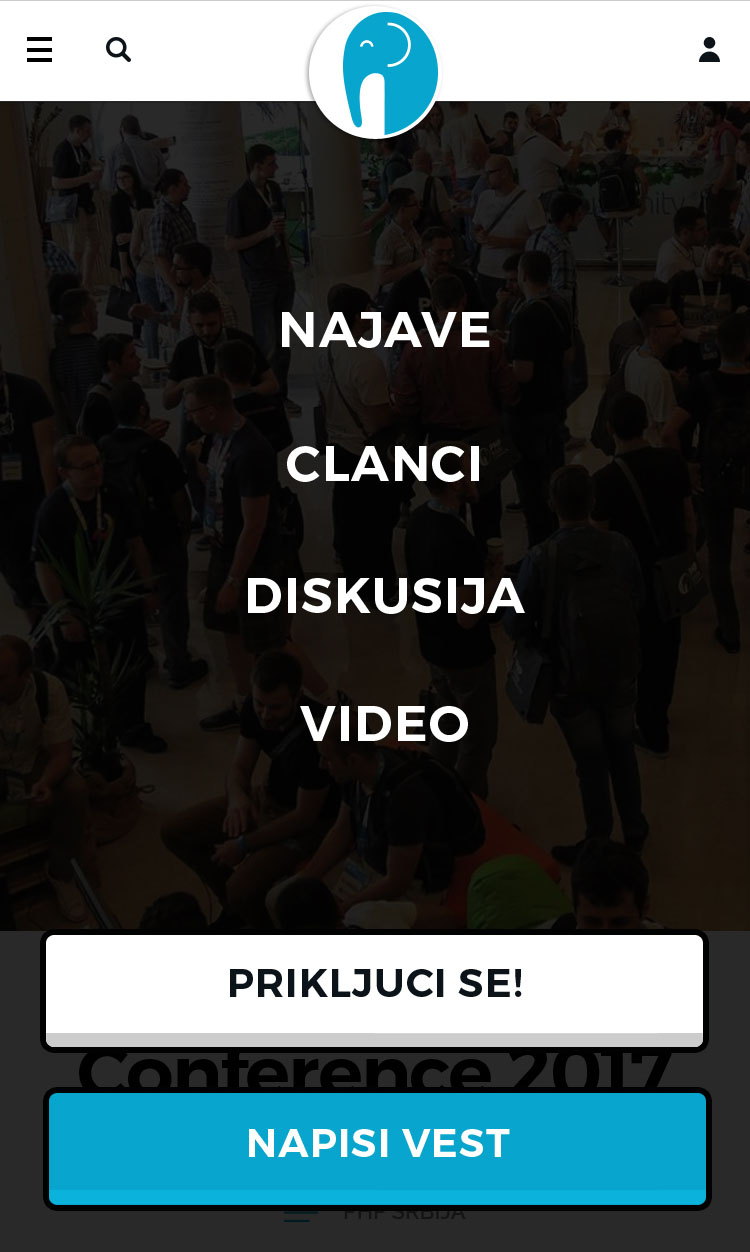 NAJAVE
CLANCI
DISKUSIJA
VIDEO
PRIKLJUCI SE!
Conference 2017
NAPISI VEST
PHP SRBIJA